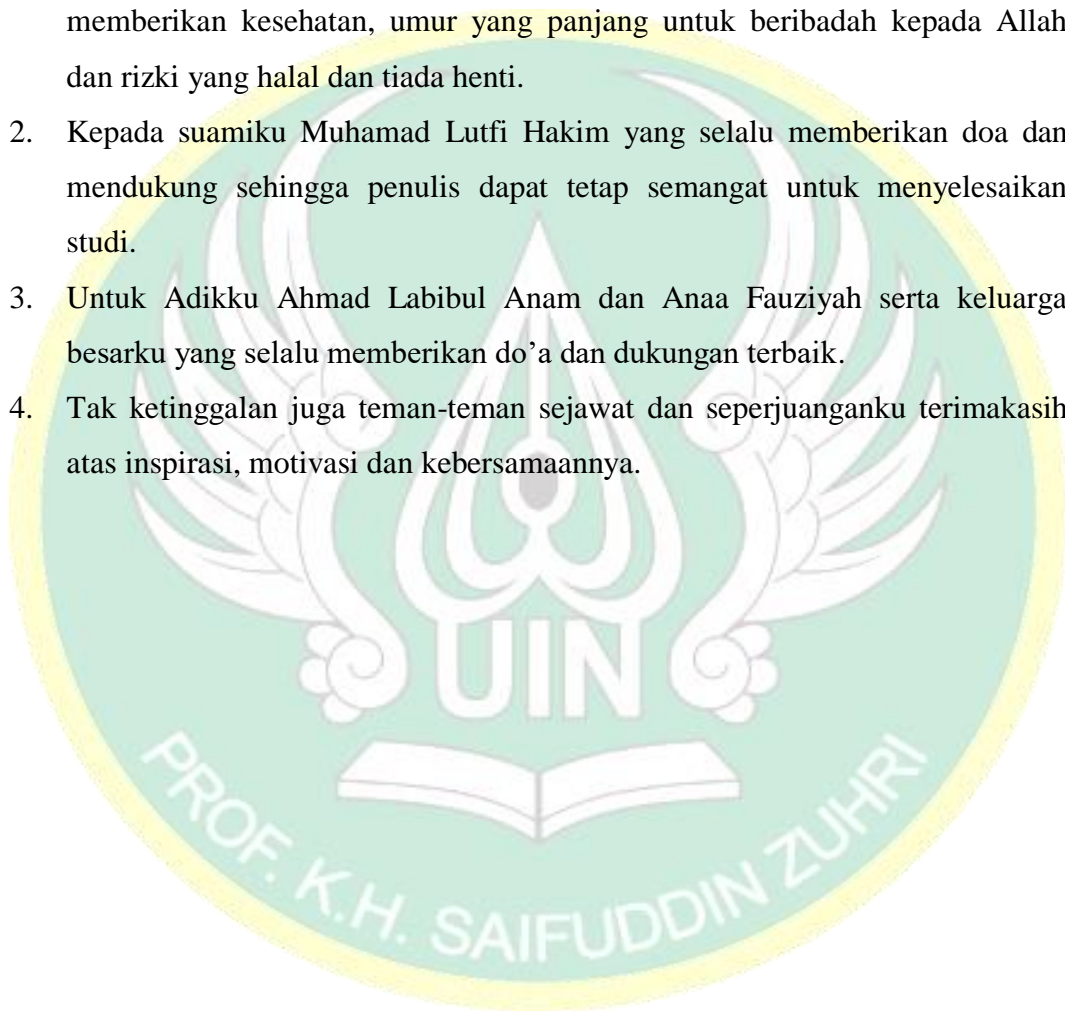 memberikan kesehatan, umur yang panjang untuk beribadah kepada Allah
dan rizki yang halal dan tiada henti.
2. Kepada suamiku Muhamad Lutfi Hakim yang selalu memberikan doa dan
mendukung sehingga penulis dapat tetap semangat untuk menyelesaikan
studi.
3. Untuk Adikku Ahmad Labibul Anam dan Anaa Fauziyah serta keluarga
besarku yang selalu memberikan do’a dan dukungan terbaik.
4. Tak ketinggalan juga teman-teman sejawat dan seperjuanganku terimakasih
atas inspirasi, motivasi dan kebersamaannya.
UIN
PROF. K.H. SAIFUDDIN ZUHRI